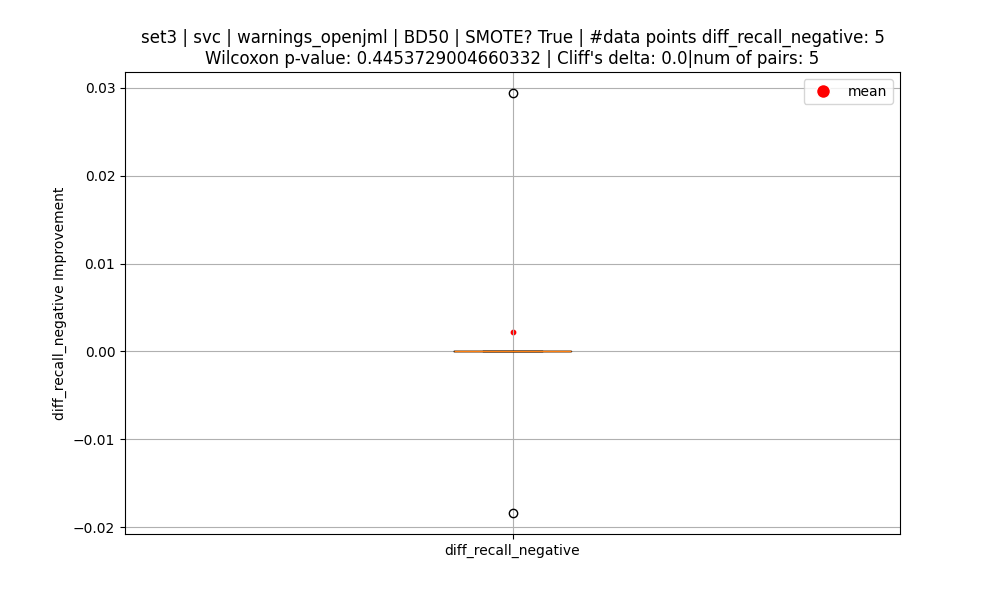 set3 | svc | warnings_openjml | BD50 | SMOTE? True | #data points diff_recall_negative: 5
Wilcoxon p-value: 0.4453729004660332 | Cliff's delta: 0.0|num of pairs: 5
mean
0.03
0.02
0.01
0.00
−0.01
−0.02
diff_recall_negative Improvement
diff_recall_negative